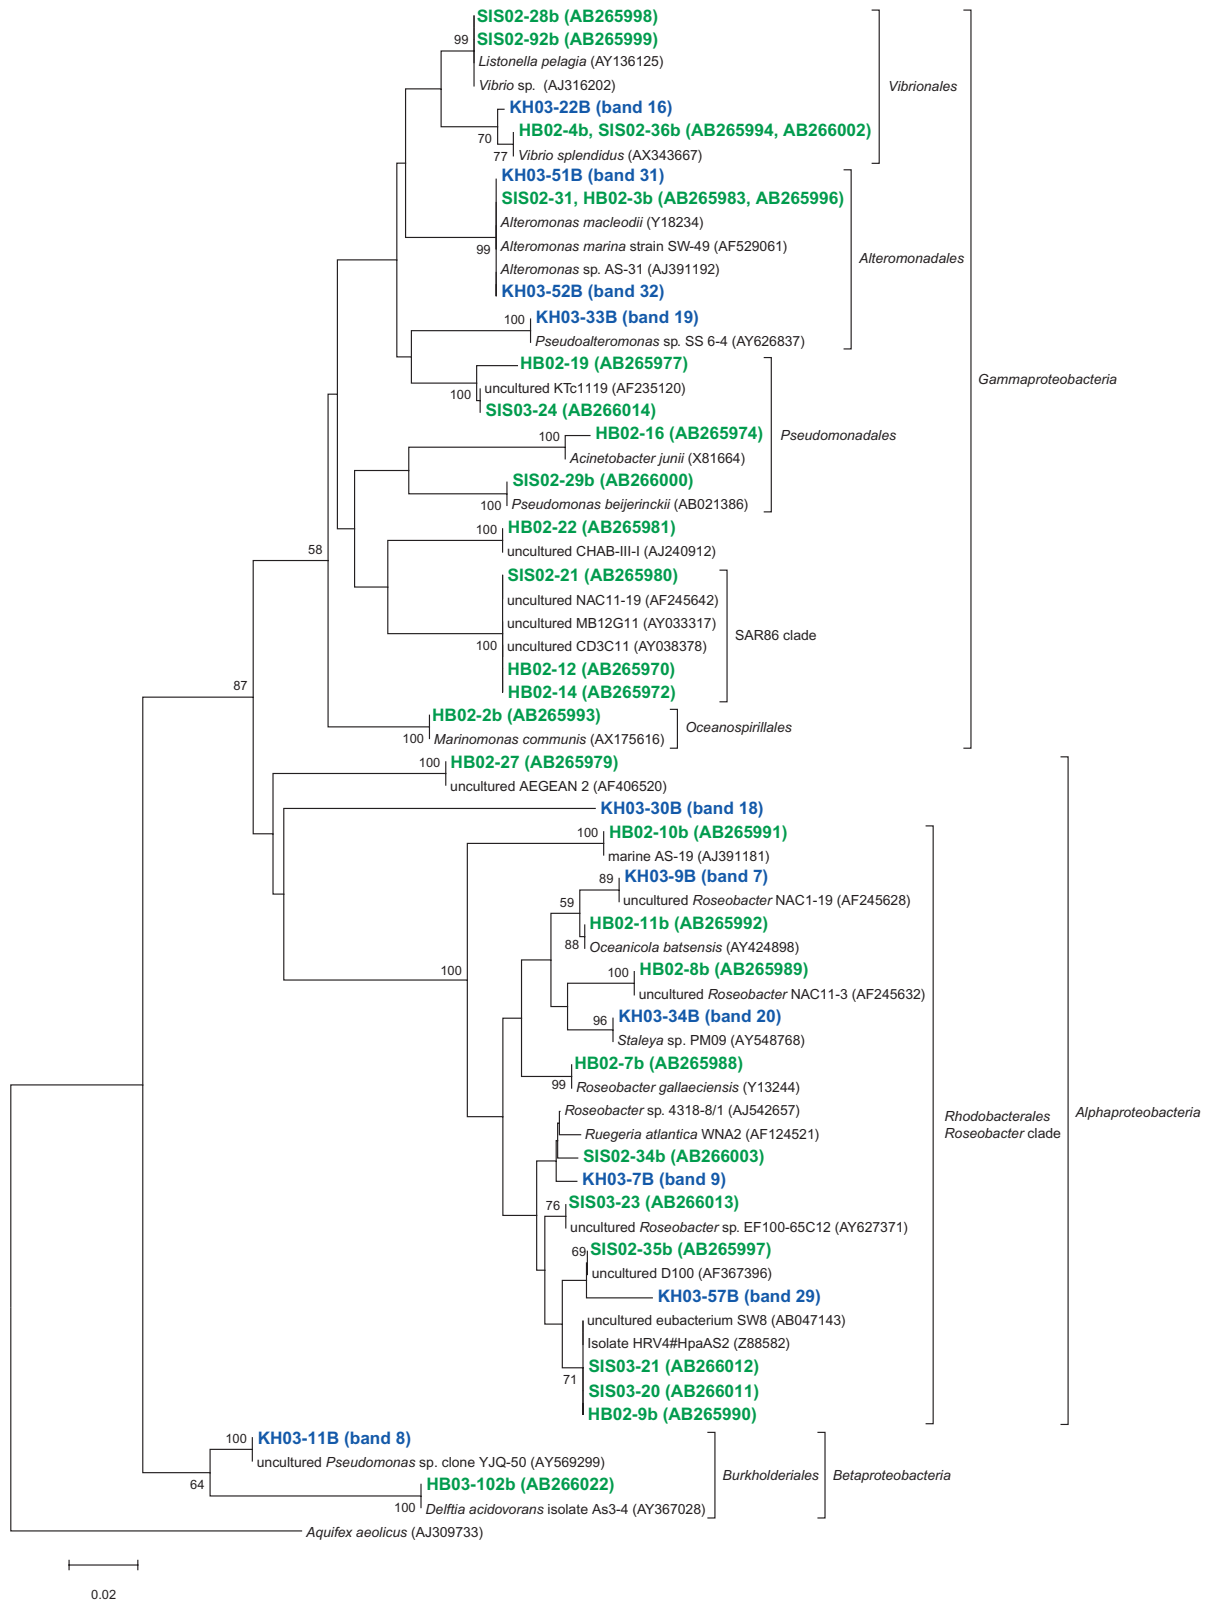 SIS02-28b (AB265998)
SIS02-92b (AB265999)
99
Listonella pelagia (AY136125)
Vibrio sp. (AJ316202)
Vibrionales
KH03-22B (band 16)
HB02-4b, SIS02-36b (AB265994, AB266002)
70
77
Vibrio splendidus (AX343667)
KH03-51B (band 31)
SIS02-31, HB02-3b (AB265983, AB265996)
Alteromonas macleodii (Y18234)
99
Alteromonas marina strain SW-49 (AF529061)
Alteromonadales
Alteromonas sp. AS-31 (AJ391192)
KH03-52B (band 32)
100
KH03-33B (band 19)
Pseudoalteromonas sp. SS 6-4 (AY626837)
HB02-19 (AB265977)
Gammaproteobacteria
100
uncultured KTc1119 (AF235120)
SIS03-24 (AB266014)
100
HB02-16 (AB265974)
Pseudomonadales
Acinetobacter junii (X81664)
SIS02-29b (AB266000)
100
Pseudomonas beijerinckii (AB021386)
100
HB02-22 (AB265981)
58
uncultured CHAB-III-I (AJ240912)
SIS02-21 (AB265980)
uncultured NAC11-19 (AF245642)
uncultured MB12G11 (AY033317)
SAR86 clade
100
uncultured CD3C11 (AY038378)
HB02-12 (AB265970)
87
HB02-14 (AB265972)
HB02-2b (AB265993)
Oceanospirillales
100
Marinomonas communis (AX175616)
100
HB02-27 (AB265979)
uncultured AEGEAN 2 (AF406520)
KH03-30B (band 18)
100
HB02-10b (AB265991)
marine AS-19 (AJ391181)
89
KH03-9B (band 7)
59
uncultured Roseobacter NAC1-19 (AF245628)
HB02-11b (AB265992)
88
Oceanicola batsensis (AY424898)
100
100
HB02-8b (AB265989)
uncultured Roseobacter NAC11-3 (AF245632)
96
KH03-34B (band 20)
Staleya sp. PM09 (AY548768)
HB02-7b (AB265988)
99
Roseobacter gallaeciensis (Y13244)
Roseobacter sp. 4318-8/1 (AJ542657)
Rhodobacterales
Roseobacter clade
Alphaproteobacteria
Ruegeria atlantica WNA2 (AF124521)
SIS02-34b (AB266003)
KH03-7B (band 9)
76
SIS03-23 (AB266013)
uncultured Roseobacter sp. EF100-65C12 (AY627371)
69
SIS02-35b (AB265997)
uncultured D100 (AF367396)
KH03-57B (band 29)
uncultured eubacterium SW8 (AB047143)
Isolate HRV4#HpaAS2 (Z88582)
71
SIS03-21 (AB266012)
SIS03-20 (AB266011)
HB02-9b (AB265990)
100
KH03-11B (band 8)
uncultured Pseudomonas sp. clone YJQ-50 (AY569299)
64
Burkholderiales
Betaproteobacteria
HB03-102b (AB266022)
100
Delftia acidovorans isolate As3-4 (AY367028)
Aquifex aeolicus (AJ309733)
0.02